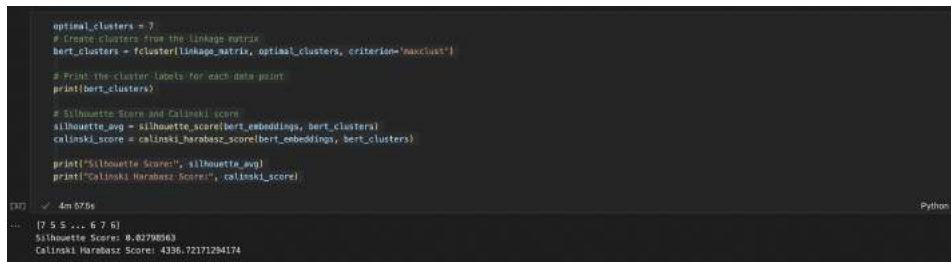 optimal_clusters = 7
# Create clusters from the linkage matrix
bert_clusters = fcluster(linkage_matrix, optimal_clusters, criterion='maxclust')
# Print the cluster labels for each data point
print(bert_clusters)
# Silhouette Score and Calinski score
silhouette_avg = silhouette_score(bert_embeddings, bert_clusters)
calinski_score = calinski_harabasz_score(bert_embeddings, bert_clusters)
print("Silhouette Score:", silhouette_avg)
print("Calinski Harabasz Score:", calinski_score)
[37] ✓ 4m 57.5s Python
... [7 5 5 ... 6 7 6]
Silhouette Score: 0.02798563
Calinski Harabasz Score: 4336.72171294174